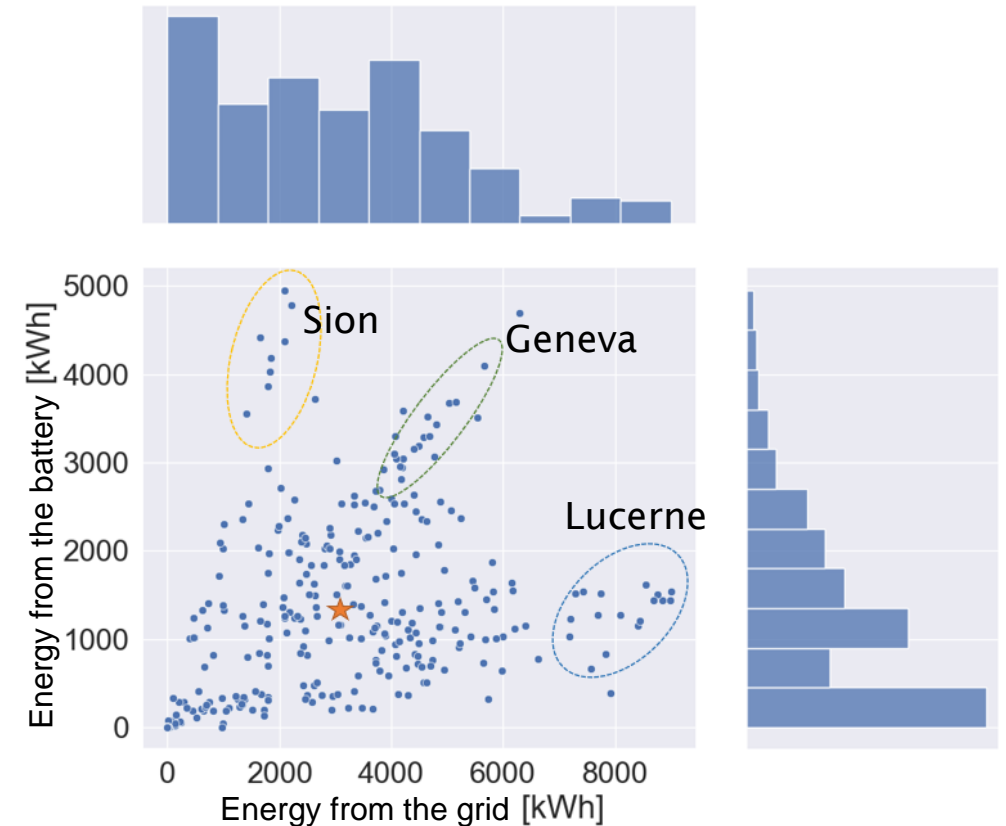 5000
Sion
Geneva
4000
3000
Lucerne
2000
1000
0
Energy from the battery [kWh]
0 2000 4000 6000 8000
Energy from the grid [kWh]